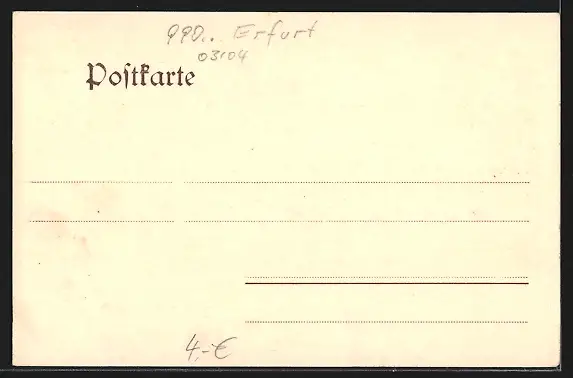 990.. Erfurt
03104
Poſtkarte
4,-€